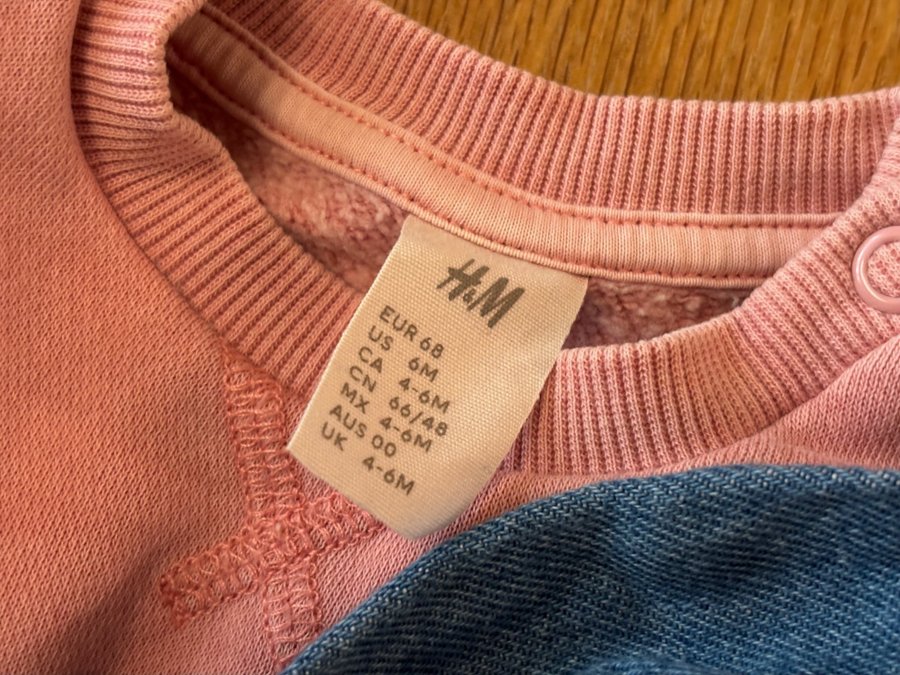 H&M
EUR 68
US 6M
CA 4-6M
CN 66/48
MX 4-6M
AUS 00
UK 4-6M